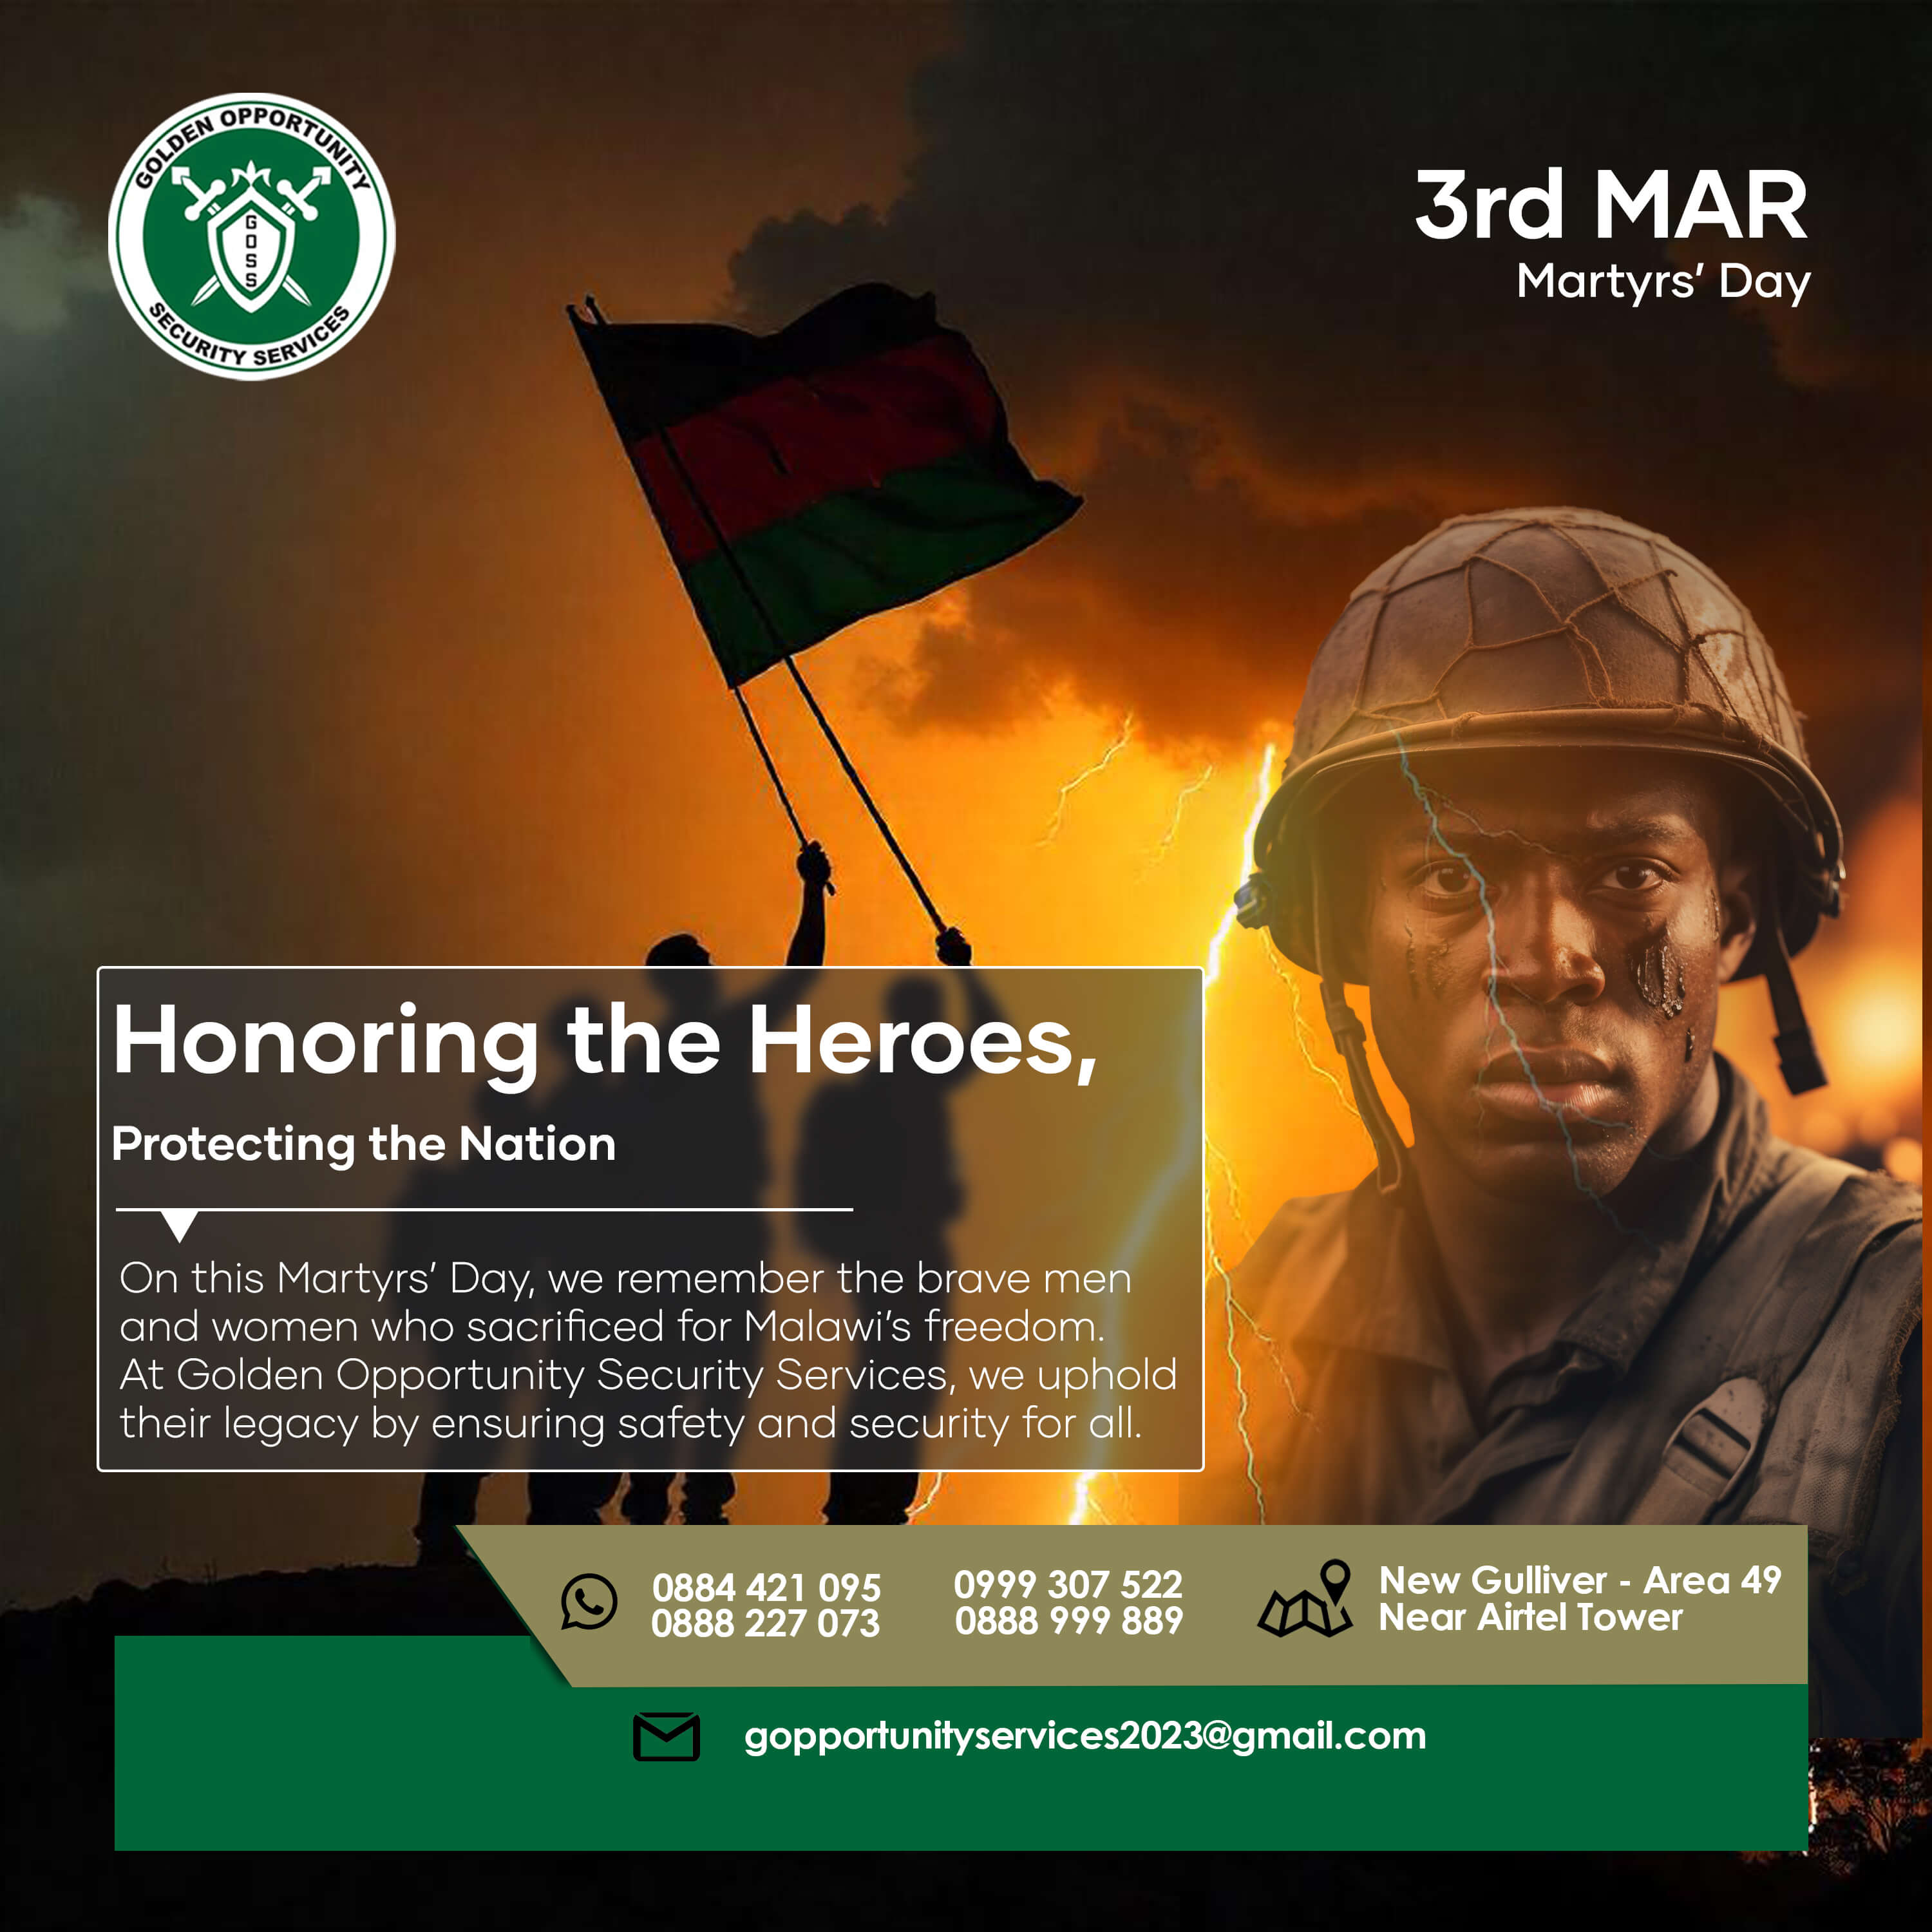 GOLDEN OPPORTUNITY
GOSS
SECURITY SERVICES
3rd MAR
Martyrs’ Day
Honoring the Heroes,
Protecting the Nation
On this Martyrs’ Day, we remember the brave men
and women who sacrificed for Malawi’s freedom.
At Golden Opportunity Security Services, we uphold
their legacy by ensuring safety and security for all.
0884 421 095
0888 227 073
0999 307 522
0888 999 889
New Gulliver - Area 49
Near Airtel Tower
gopportunityservices2023@gmail.com